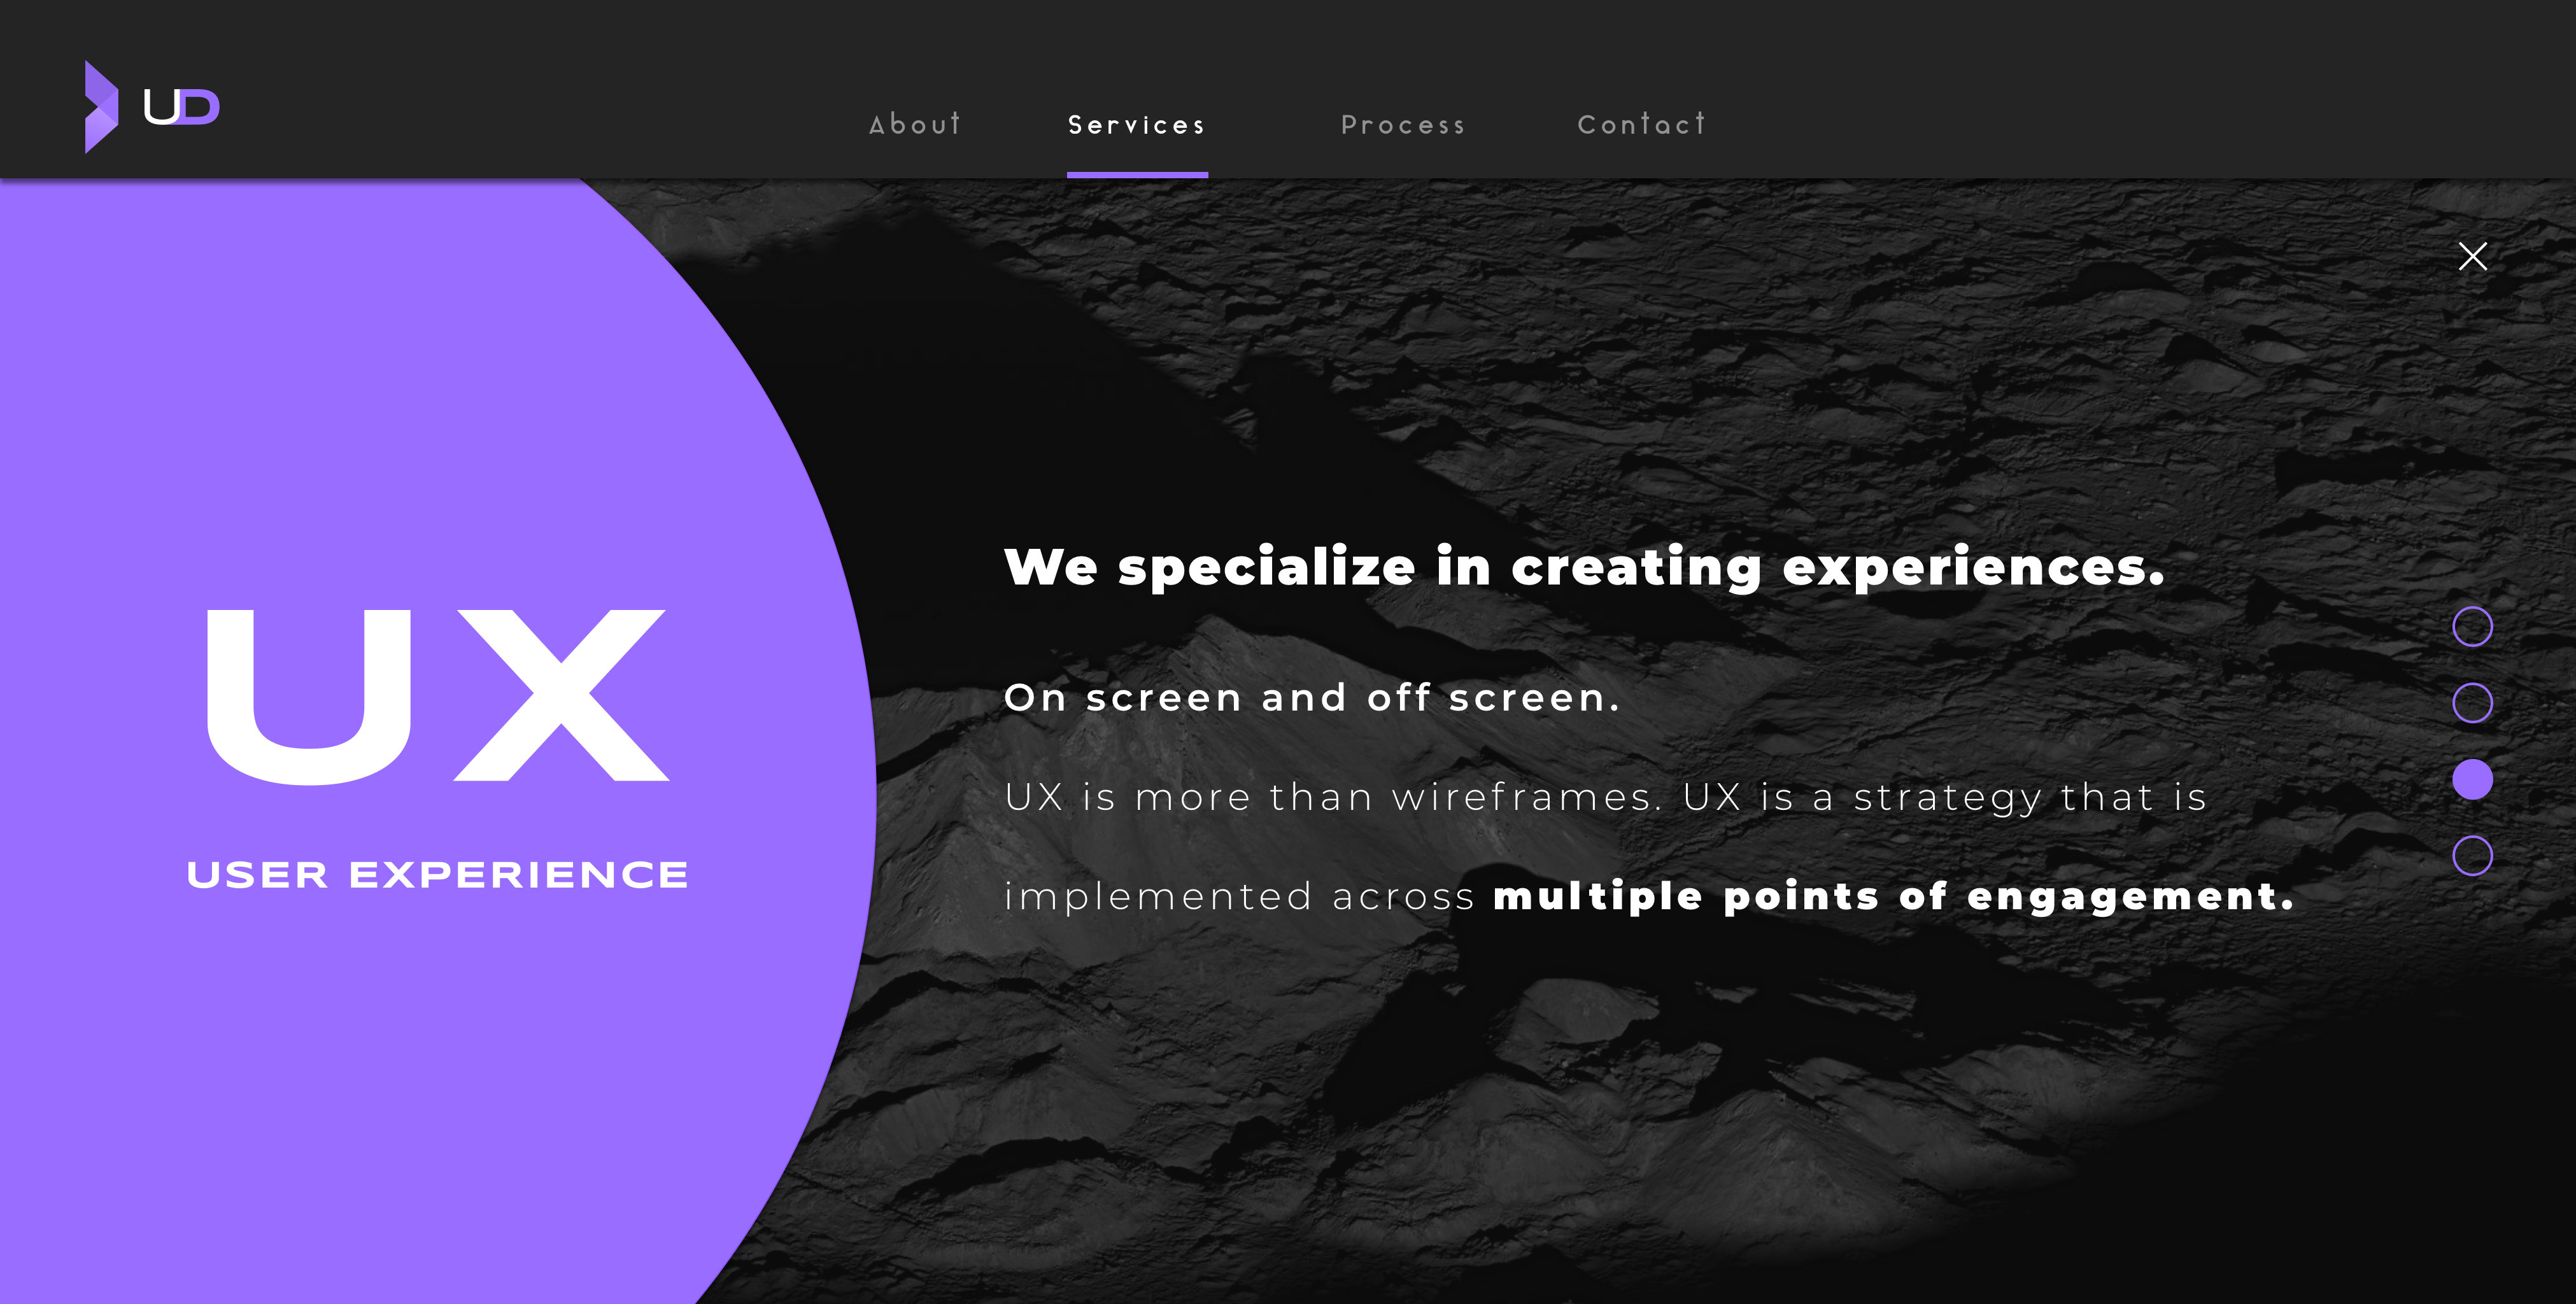 UD
About
Services
Process
Contact
UX
USER EXPERIENCE
We specialize in creating experiences.
On screen and off screen.
UX is more than wireframes. UX is a strategy that is
implemented across multiple points of engagement.